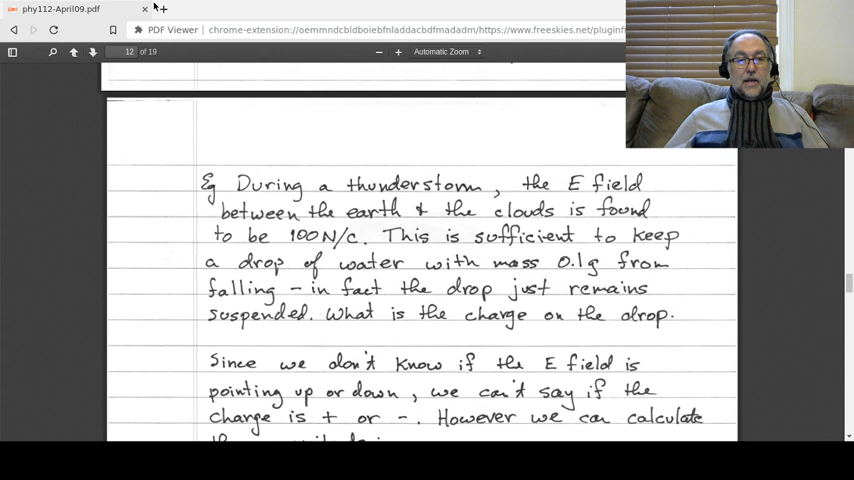 phy112-April09.pdf
PDF Viewer
chrome-extension://oemmndcbldboiebfnladdacbdfmadadm/https://www.freeskies.net/pluginfi
12 of 19
Automatic Zoom
Eg During a thunderstorm, the E field
between the earth & the clouds is found
to be 100N/C. This is sufficient to keep
a drop of water with mass 0.1g from
falling - in fact the drop just remains
suspended. What is the charge on the drop.
Since we don't know if the E field is
pointing up or down, we can't say if the
charge is + or -. However we can calculate